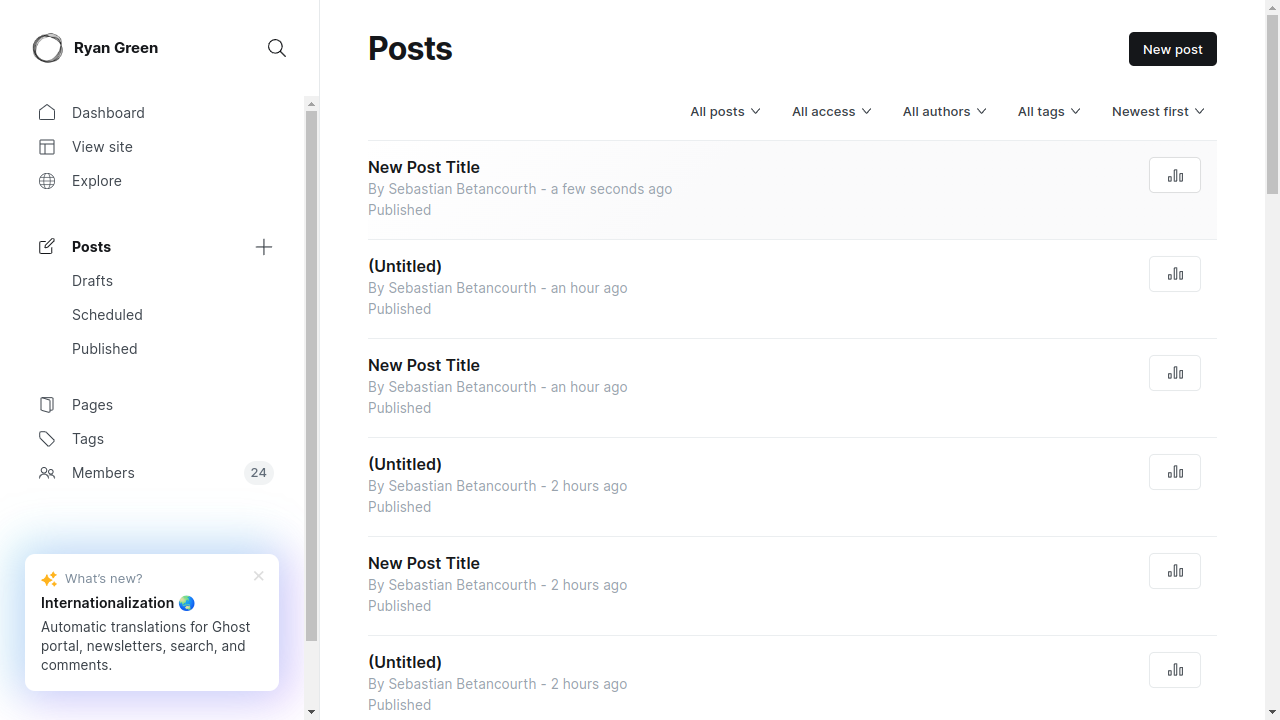 Ryan Green
Dashboard
View site
Explore
Posts
Drafts
Scheduled
Published
Pages
Tags
Members 24
What's new?
Internationalization 🌏
Automatic translations for Ghost
portal, newsletters, search, and
comments.
Posts
New post
All posts All access All authors All tags Newest first
New Post Title
By Sebastian Betancourth - a few seconds ago
Published
(Untitled)
By Sebastian Betancourth - an hour ago
Published
New Post Title
By Sebastian Betancourth - an hour ago
Published
(Untitled)
By Sebastian Betancourth - 2 hours ago
Published
New Post Title
By Sebastian Betancourth - 2 hours ago
Published
(Untitled)
By Sebastian Betancourth - 2 hours ago
Published